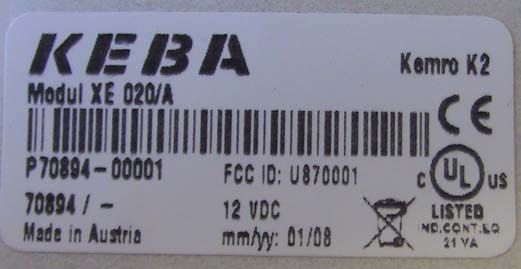 KEBA
Kemro K2
Modul XE 020/A
CE
P70894-00001
FCC ID: U870001
C UL US
70894 / -
12 VDC
LISTED
Made in Austria
mm/yy: 01/08
IND.CONT.EQ
21 VA